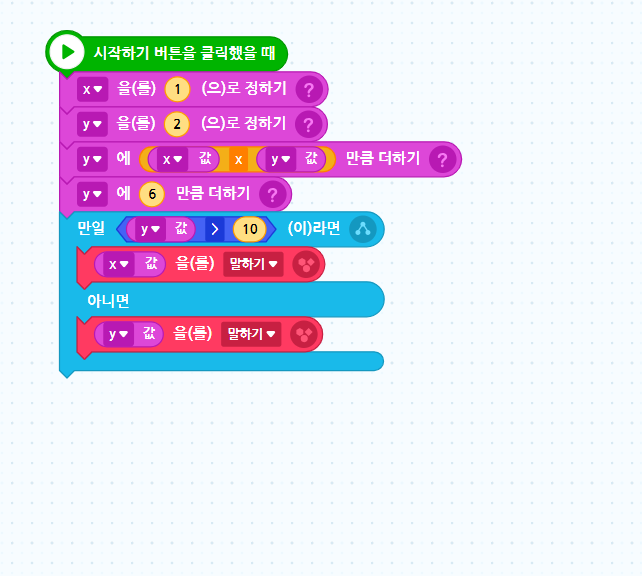 시작하기 버튼을 클릭했을 때
x 을(를) 1 (으)로 정하기 ?
y 을(를) 2 (으)로 정하기 ?
y 에 x 값 x y 값 만큼 더하기 ?
y 에 6 만큼 더하기 ?
만일 y 값 > 10 (이)라면
x 값 을(를) 말하기
아니면
y 값 을(를) 말하기